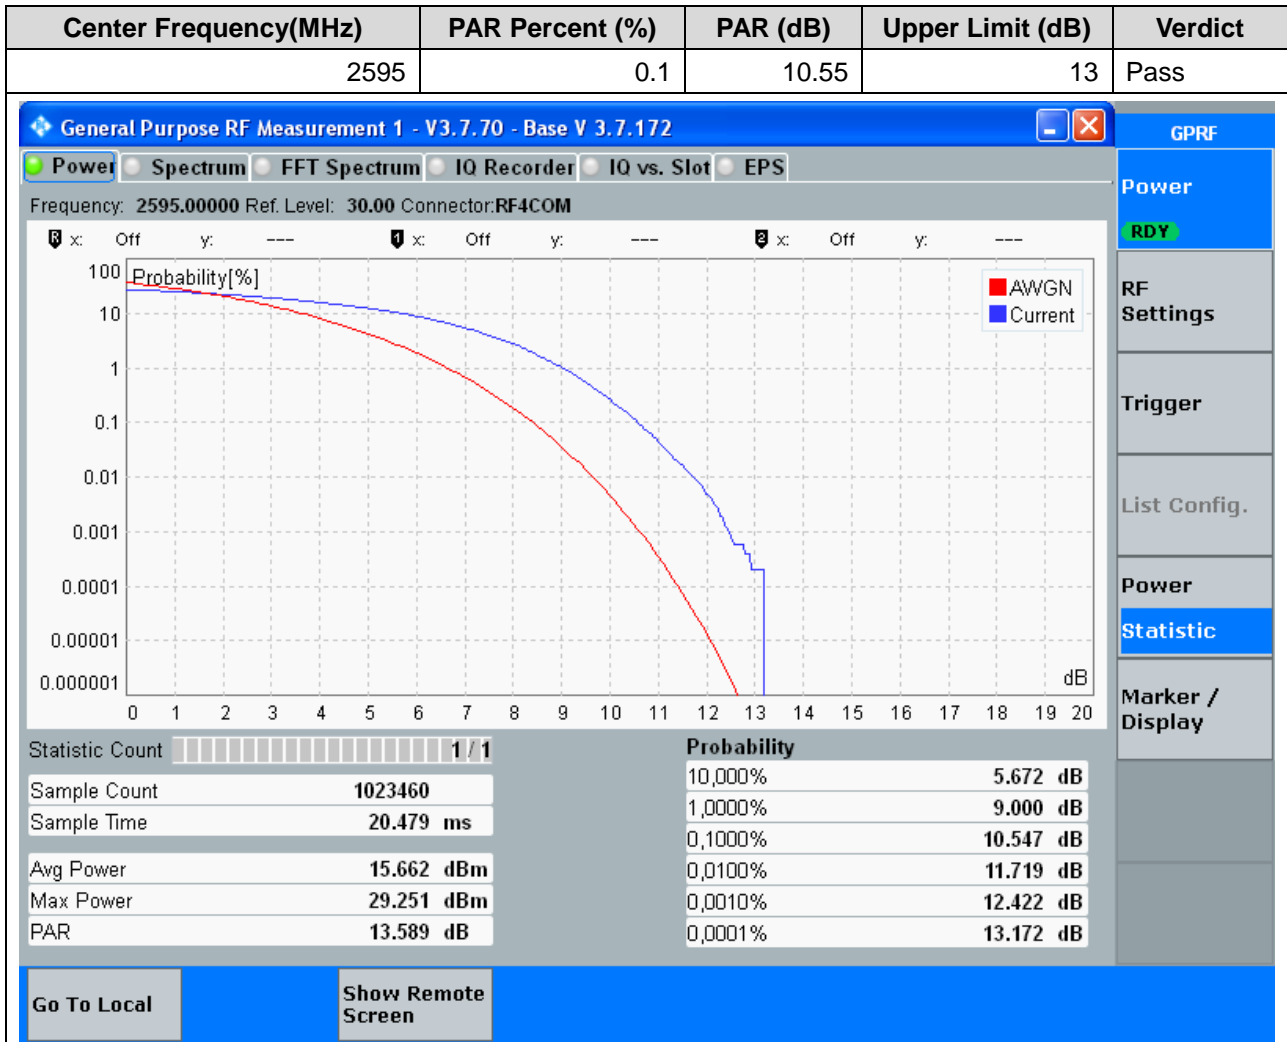 Center Frequency(MHz) PAR Percent (%) PAR (dB) Upper Limit (dB) Verdict
2595 0.1 10.55 13 Pass
General Purpose RF Measurement 1 - V3.7.70 - Base V 3.7.172
GPRF
Power Spectrum FFT Spectrum IQ Recorder IQ vs. Slot EPS
Power
RDY
Frequency: 2595.00000 Ref. Level: 30.00 Connector:RF4COM
R x: Off y: --- 1 x: Off y: --- 2 x: Off y: ---
Probability[%]
100
10
1
0.1
0.01
0.001
0.0001
0.00001
0.000001
AWGN
Current
dB
0 1 2 3 4 5 6 7 8 9 10 11 12 13 14 15 16 17 18 19 20
RF
Settings
Trigger
List Config.
Power
Statistic
Marker /
Display
Statistic Count 1 / 1
Sample Count 1023460
Sample Time 20.479 ms
Avg Power 15.662 dBm
Max Power 29.251 dBm
PAR 13.589 dB
Probability
10,000% 5.672 dB
1,0000% 9.000 dB
0,1000% 10.547 dB
0,0100% 11.719 dB
0,0010% 12.422 dB
0,0001% 13.172 dB
Go To Local
Show Remote
Screen